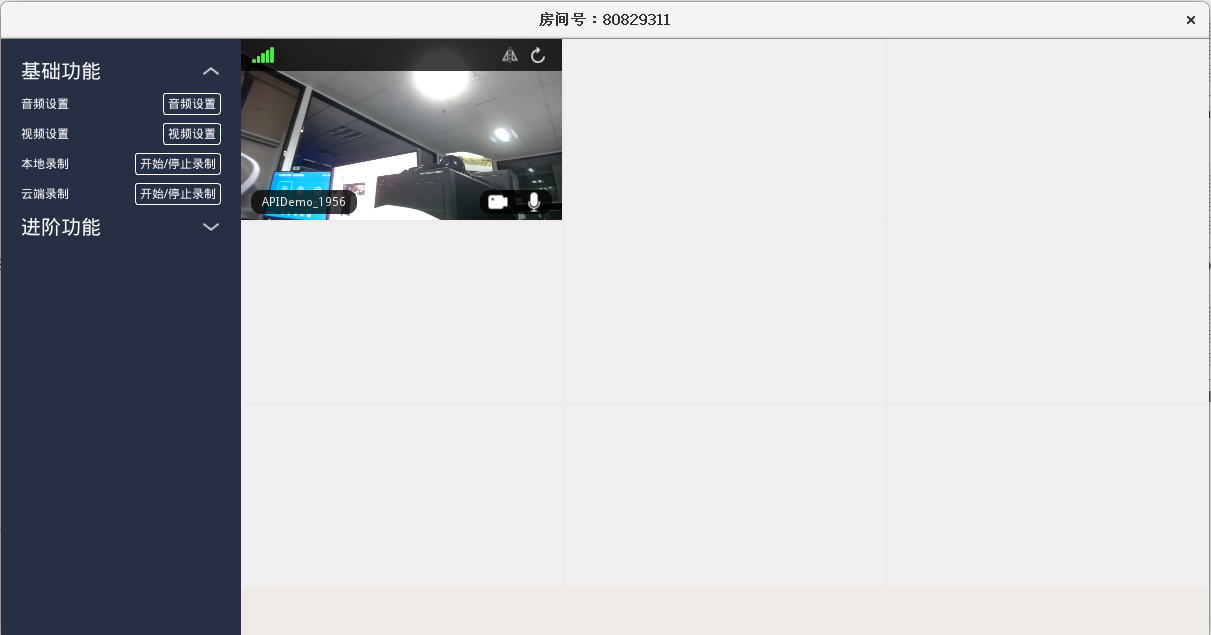 房间号：80829311
基础功能
音频设置 音频设置
视频设置 视频设置
本地录制 开始/停止录制
云端录制 开始/停止录制
进阶功能
APIDemo_1956